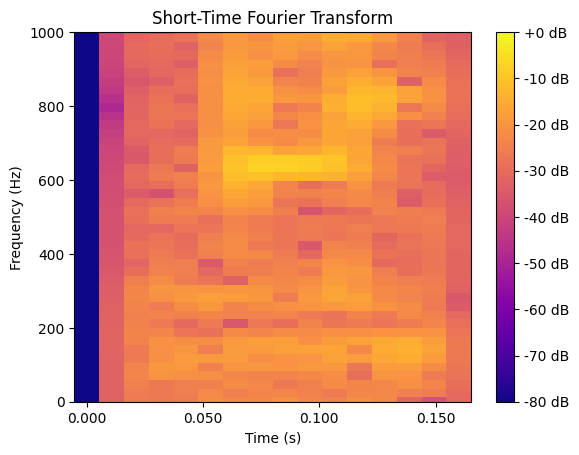 Short-Time Fourier Transform
Frequency (Hz)
1000
800
600
400
200
0
0.000 0.050 0.100 0.150
Time (s)
+0 dB
-10 dB
-20 dB
-30 dB
-40 dB
-50 dB
-60 dB
-70 dB
-80 dB